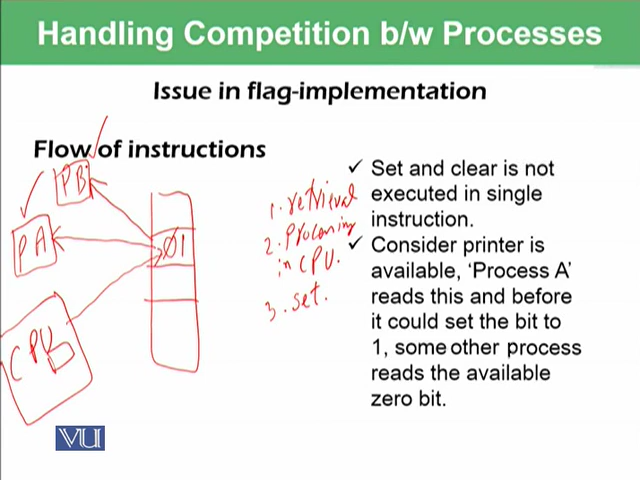 Handling Competition b/w Processes
Issue in flag-implementation
Flow of instructions
PB
PA
CPU
01
1. retrieval
2. Processing
in CPU.
3. set.
✓ Set and clear is not
executed in single
instruction.
✓ Consider printer is
available, ‘Process A’
reads this and before
it could set the bit to
1, some other process
reads the available
zero bit.
VU